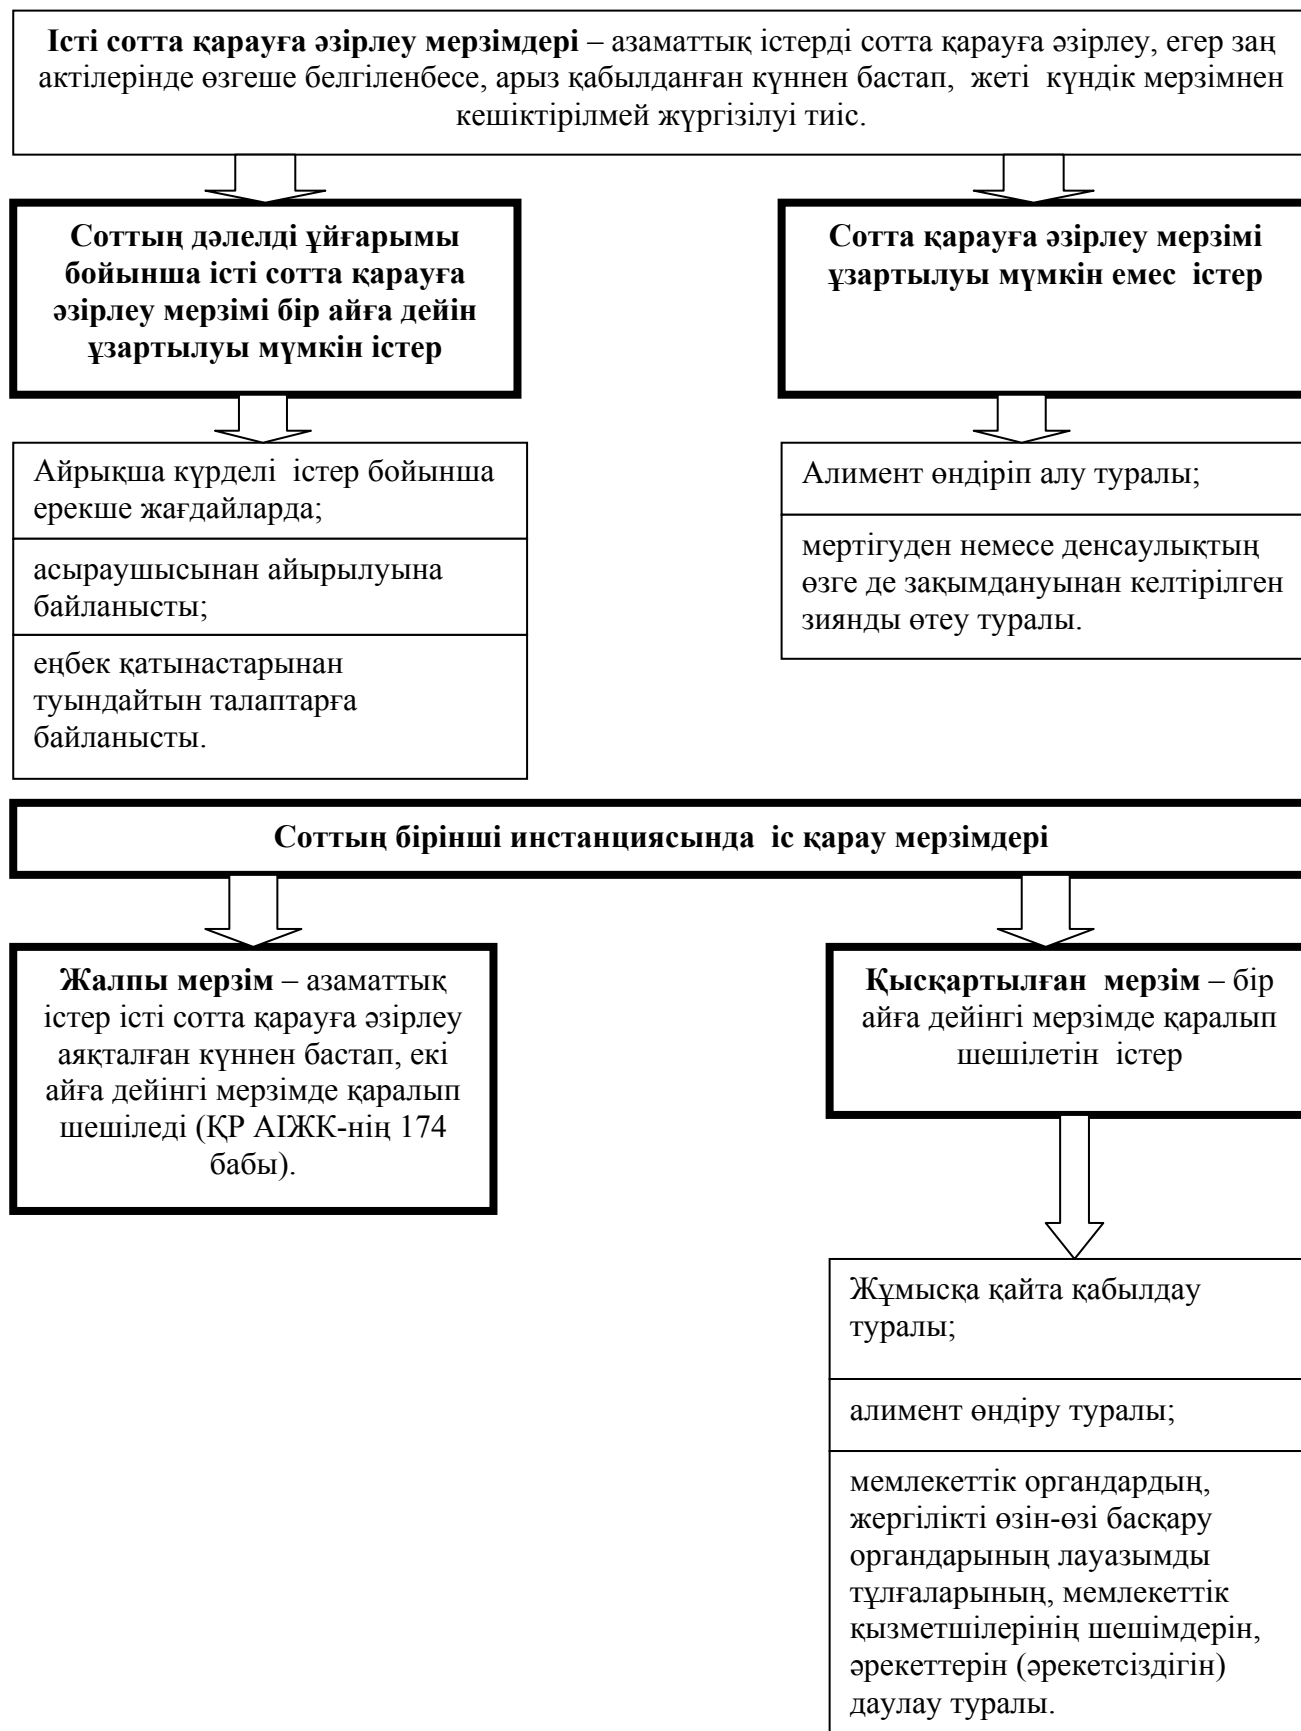 Істі сотта қарауға әзірлеу мерзімдері – азаматтық істерді сотта қарауға әзірлеу, егер заң
актілерінде өзгеше белгіленбесе, арыз қабылданған күннен бастап, жеті күндік мерзімнен
кешіктірілмей жүргізілуі тиіс.
Соттың дәлелді ұйғарымы
бойынша істі сотта қарауға
әзірлеу мерзімі бір айға дейін
ұзартылуы мүмкін істер
Сотта қарауға әзірлеу мерзімі
ұзартылуы мүмкін емес істер
Айрықша күрделі істер бойынша
ерекше жағдайларда;
асыраушысынан айырылуына
байланысты;
еңбек қатынастарынан
туындайтын талаптарға
байланысты.
Алимент өндіріп алу туралы;
мертігуден немесе денсаулықтың
өзге де зақымдануынан келтірілген
зиянды өтеу туралы.
Соттың бірінші инстанциясында іс қарау мерзімдері
Жалпы мерзім – азаматтық
істер істі сотта қарауға әзірлеу
аяқталған күннен бастап, екі
айға дейінгі мерзімде қаралып
шешіледі (ҚР АІЖК-нің 174
бабы).
Қысқартылған мерзім – бір
айға дейінгі мерзімде қаралып
шешілетін істер
Жұмысқа қайта қабылдау
туралы;
алимент өндіру туралы;
мемлекеттік органдардың,
жергілікті өзін-өзі басқару
органдарының лауазымды
тұлғаларының, мемлекеттік
қызметшілерінің шешімдерін,
әрекеттерін (әрекетсіздігін)
даулау туралы.